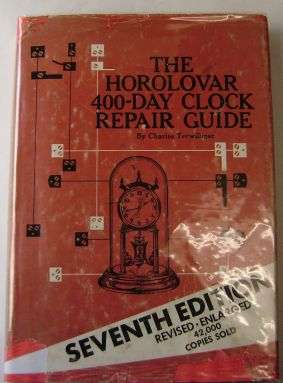 THE
HOROLOVAR
400-DAY CLOCK
REPAIR GUIDE
By Charles Terwilliger
SEVENTH EDITION
REVISED - ENLARGED
42,000
COPIES SOLD